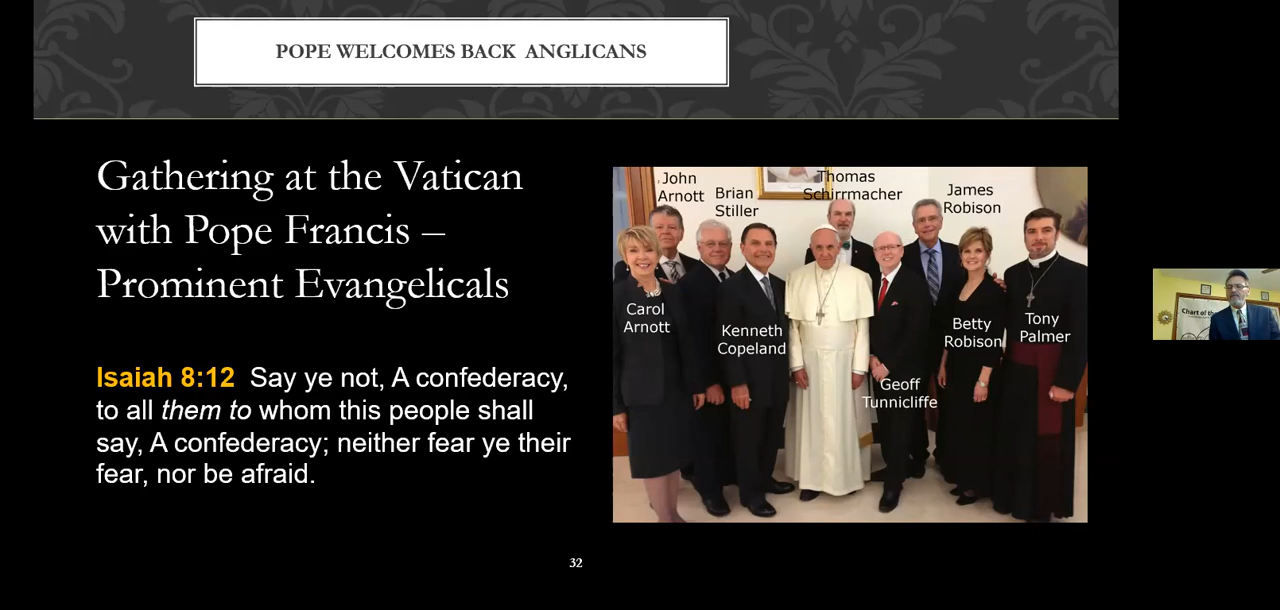 POPE WELCOMES BACK ANGLICANS
Gathering at the Vatican
with Pope Francis –
Prominent Evangelicals
Isaiah 8:12 Say ye not, A confederacy,
to all them to whom this people shall
say, A confederacy; neither fear ye their
fear, nor be afraid.
John
Arnott
Brian
Stiller
Thomas
Schirrmacher
James
Robison
Carol
Arnott
Kenneth
Copeland
Geoff
Tunnicliffe
Betty
Robison
Tony
Palmer
32
Chart of the